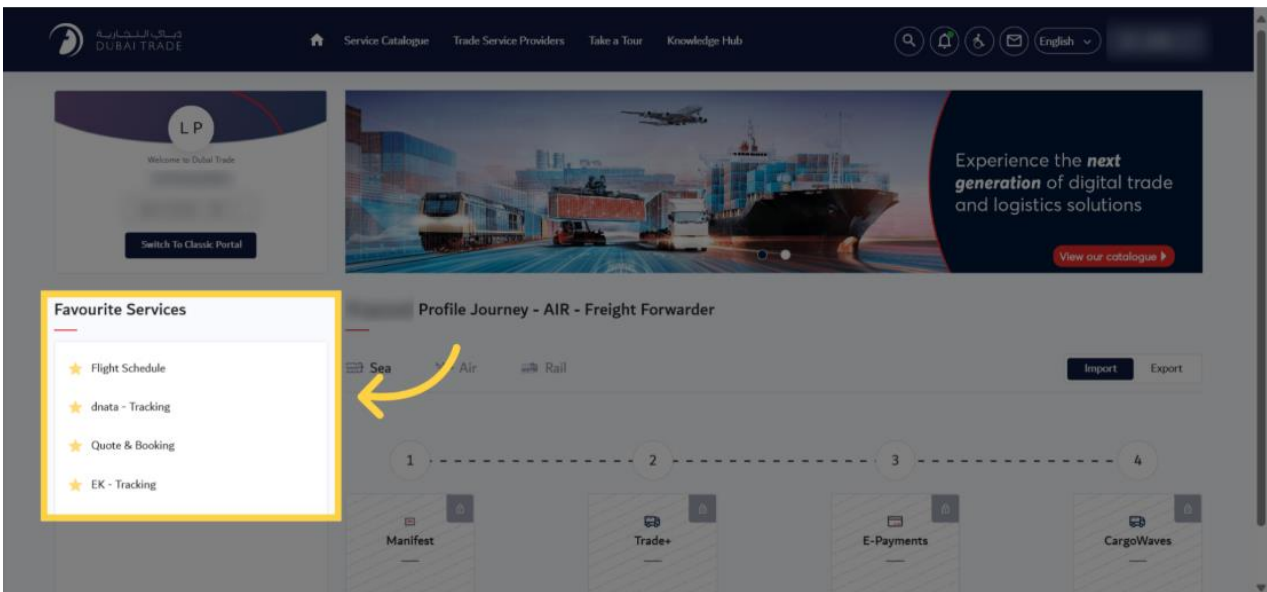 دبي التجارية
DUBAI TRADE
Service Catalogue
Trade Service Providers
Take a Tour
Knowledge Hub
English
L P
Welcome to Dubai Trade
Switch To Classic Portal
Experience the next
generation of digital trade
and logistics solutions
View our catalogue
Favourite Services
Flight Schedule
dnata - Tracking
Quote & Booking
EK - Tracking
Profile Journey - AIR - Freight Forwarder
Sea
Air
Rail
Import
Export
1
2
3
4
Manifest
Trade+
E-Payments
CargoWaves